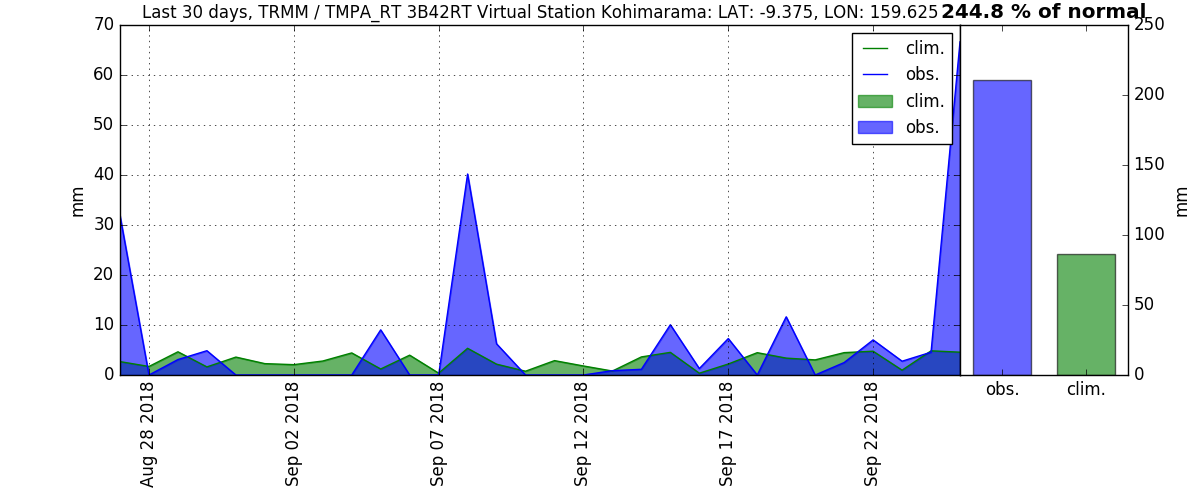 Last 30 days, TRMM / TMPA_RT 3B42RT Virtual Station Kohimarama: LAT: -9.375, LON: 159.625
244.8 % of normal
70
60
50
40
30
20
10
0
mm
clim.
obs.
clim.
obs.
Aug 28 2018
Sep 02 2018
Sep 07 2018
Sep 12 2018
Sep 17 2018
Sep 22 2018
250
200
150
100
50
0
mm
obs.
clim.